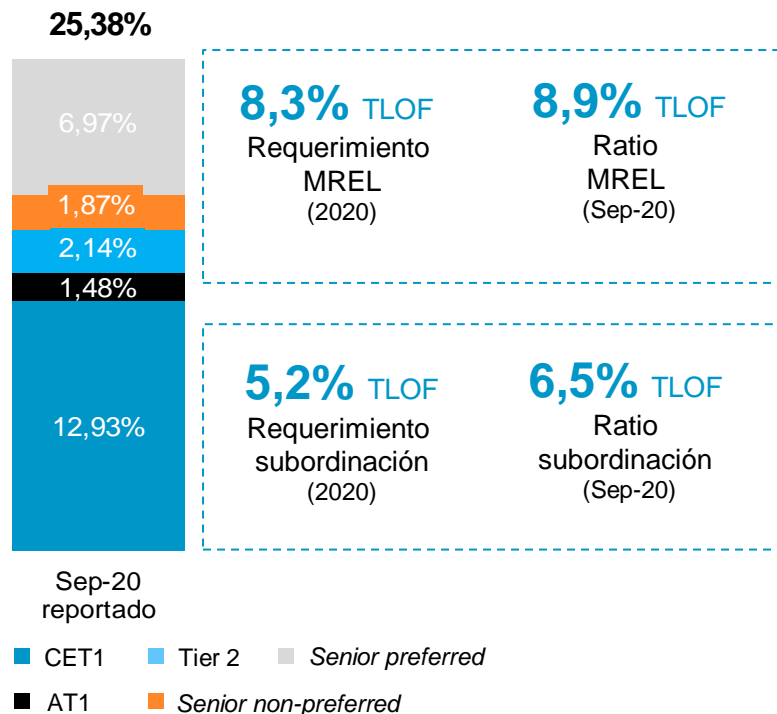 25,38%
6,97%
1,87%
2,14%
1,48%
12,93%
Sep-20
reportado
8,3% TLOF
Requerimiento
MREL
(2020)
8,9% TLOF
Ratio
MREL
(Sep-20)
5,2% TLOF
Requerimiento
subordinación
(2020)
6,5% TLOF
Ratio
subordinación
(Sep-20)
CET1 Tier 2 Senior preferred
AT1 Senior non-preferred